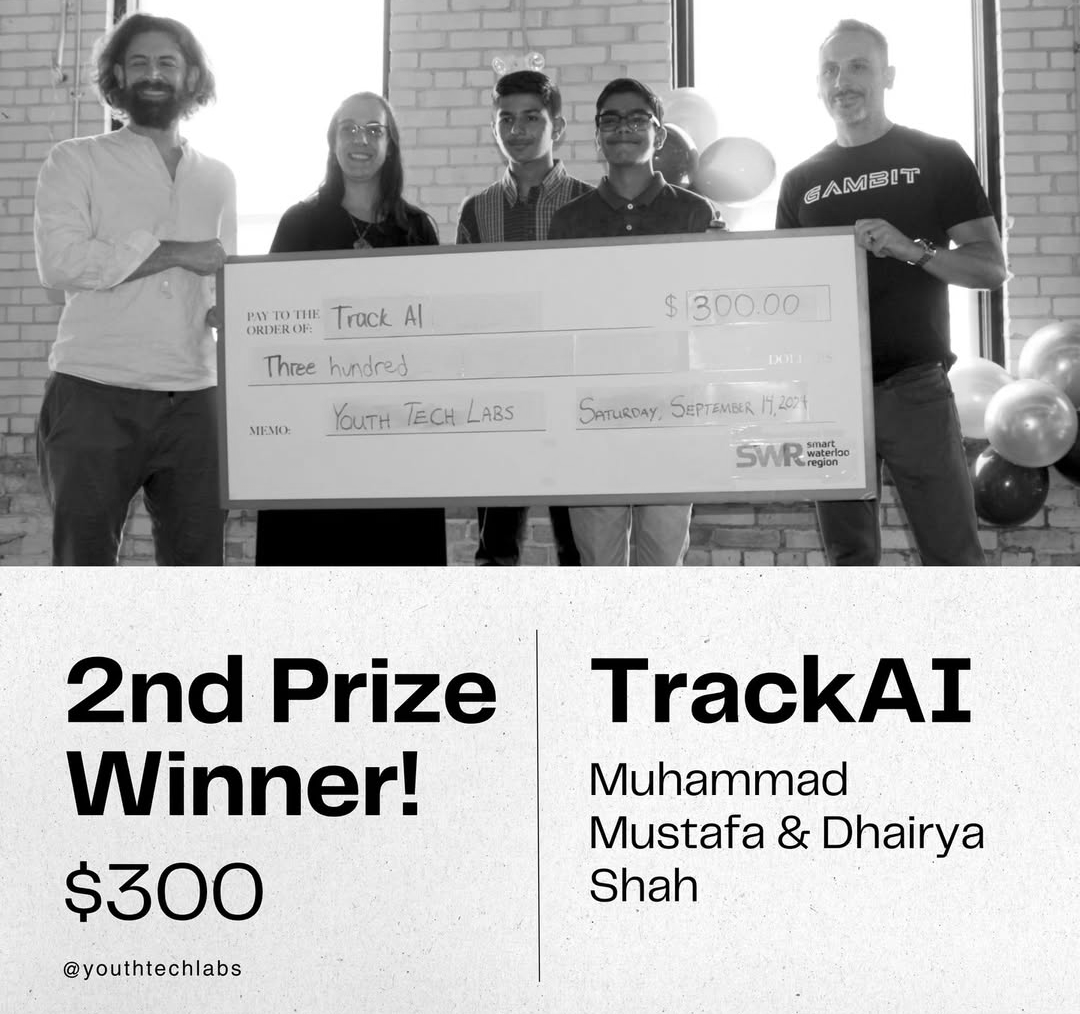 GAMBIT
PAY TO THE
ORDER OF:
Track AI
$ 300.00
Three hundred
DOLLARS
MEMO:
YOUTH TECH LABS
SATURDAY, SEPTEMBER 14, 2024
SWR smart
waterloo
region
2nd Prize
Winner!
$300
@youthtechlabs
TrackAI
Muhammad
Mustafa & Dhairya
Shah